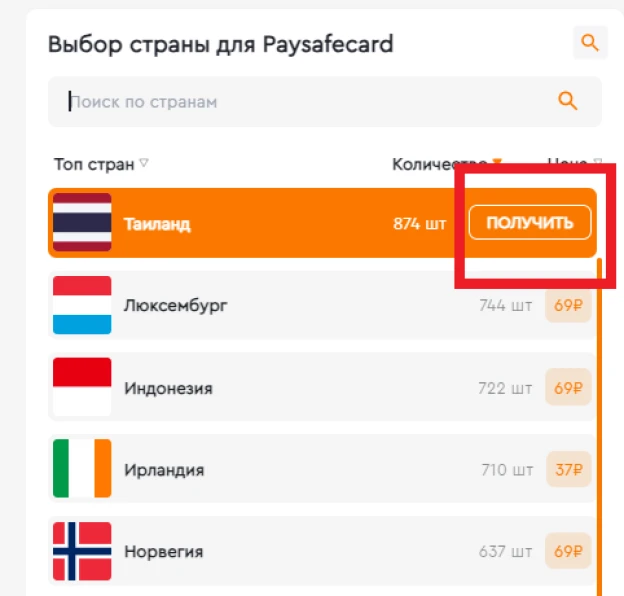 Выбор страны для Paysafecard
Поиск по странам
Топ стран Количество Цена
Таиланд 874 шт ПОЛУЧИТЬ
Люксембург 744 шт 69₽
Индонезия 722 шт 69₽
Ирландия 710 шт 37₽
Норвегия 637 шт 69₽